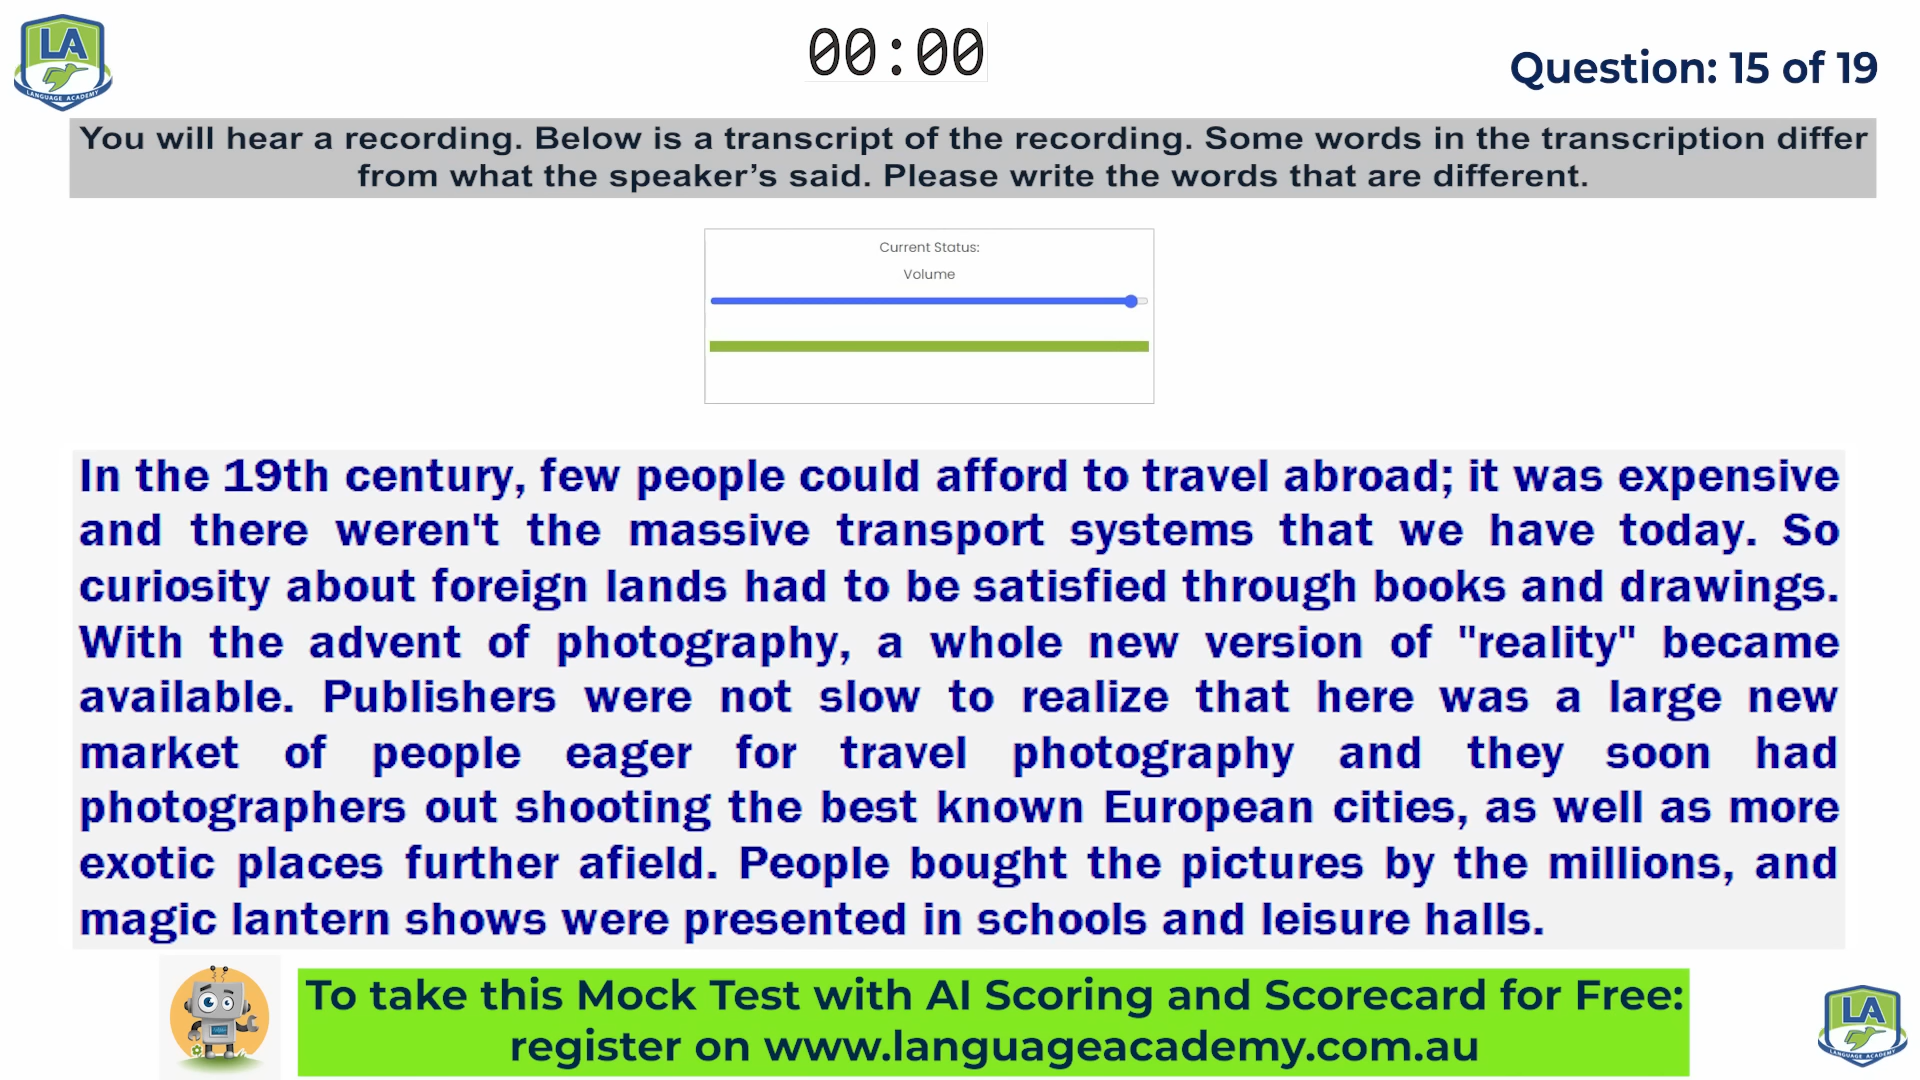 LA
LANGUAGE ACADEMY
00:00
Question: 15 of 19
You will hear a recording. Below is a transcript of the recording. Some words in the transcription differ
from what the speaker's said. Please write the words that are different.
Current Status:
Volume
In the 19th century, few people could afford to travel abroad; it was expensive
and there weren't the massive transport systems that we have today. So
curiosity about foreign lands had to be satisfied through books and drawings.
With the advent of photography, a whole new version of "reality" became
available. Publishers were not slow to realize that here was a large new
market of people eager for travel photography and they soon had
photographers out shooting the best known European cities, as well as more
exotic places further afield. People bought the pictures by the millions, and
magic lantern shows were presented in schools and leisure halls.
To take this Mock Test with AI Scoring and Scorecard for Free:
register on www.languageacademy.com.au
LA
LANGUAGE ACADEMY